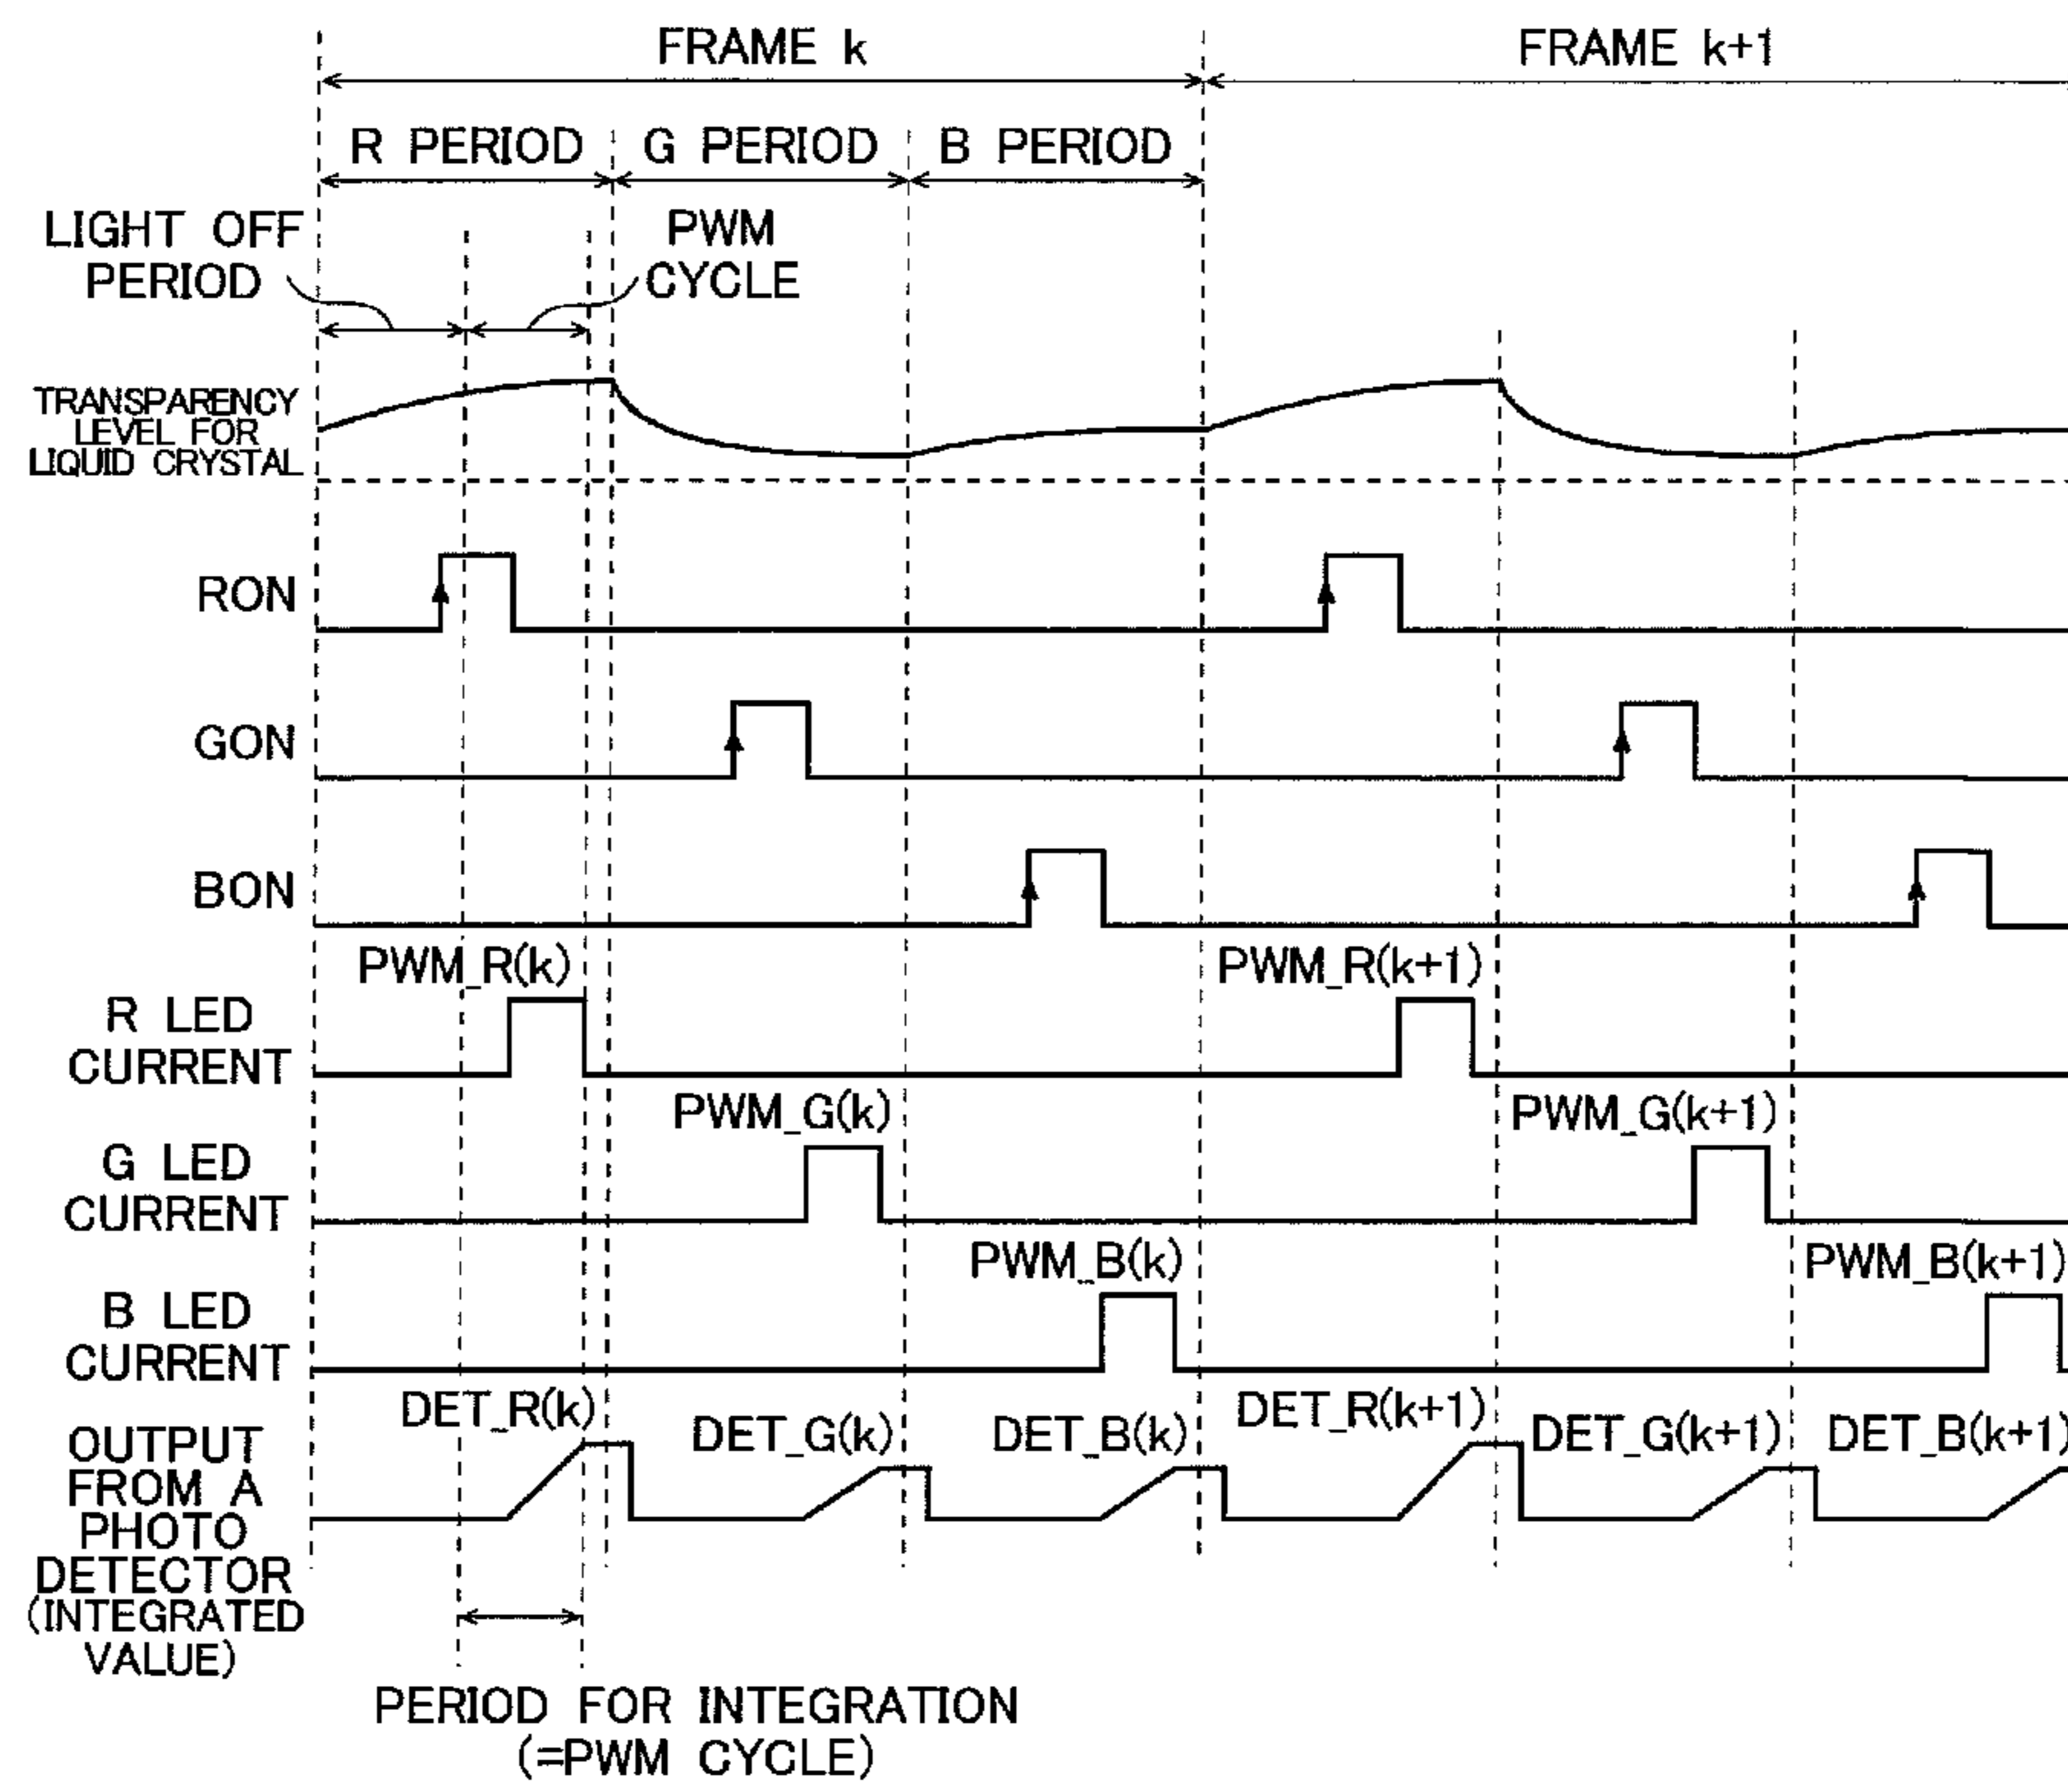 FRAME k
FRAME k+1
R PERIOD
G PERIOD
B PERIOD
LIGHT OFF
PERIOD
PWM
CYCLE
TRANSPARENCY
LEVEL FOR
LIQUID CRYSTAL
RON
GON
BON
PWM_R(k)
PWM_R(k+1)
R LED
CURRENT
PWM_G(k)
PWM_G(k+1)
G LED
CURRENT
PWM_B(k)
PWM_B(k+1)
B LED
CURRENT
DET_R(k)
DET_G(k)
DET_B(k)
DET_R(k+1)
DET_G(k+1)
DET_B(k+1)
OUTPUT
FROM A
PHOTO
DETECTOR
(INTEGRATED
VALUE)
PERIOD FOR INTEGRATION
(=PWM CYCLE)